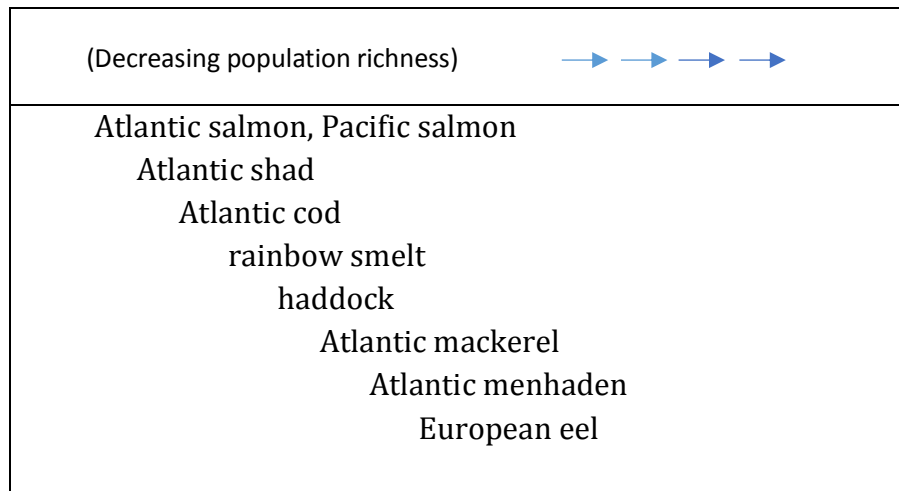 (Decreasing population richness)
Atlantic salmon, Pacific salmon
Atlantic shad
Atlantic cod
rainbow smelt
haddock
Atlantic mackerel
Atlantic menhaden
European eel